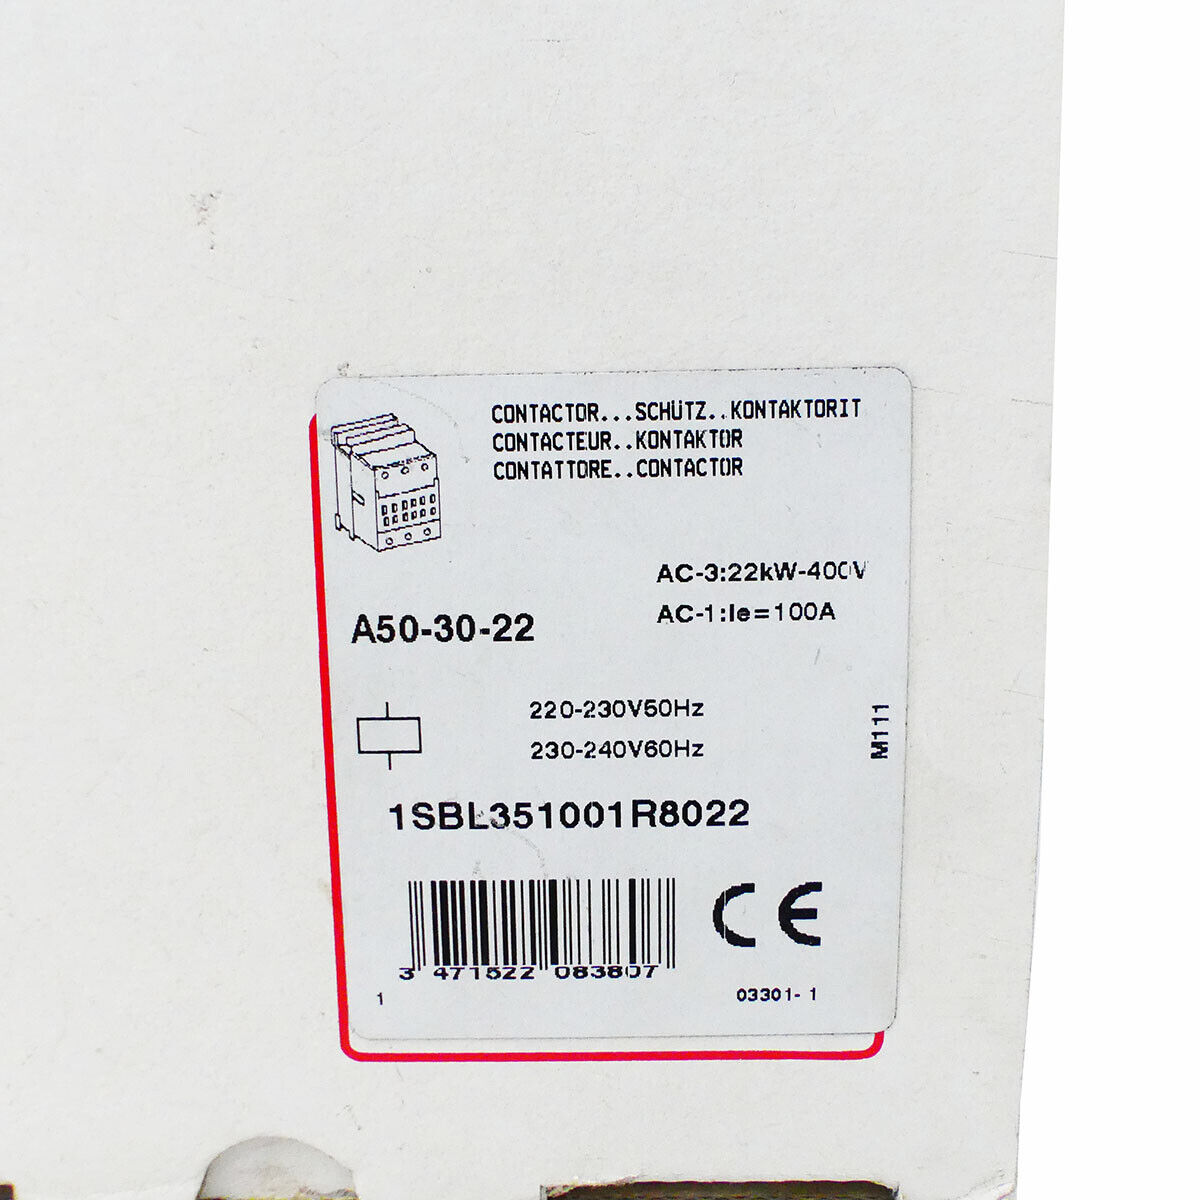 CONTACTOR...SCHÜTZ..KONTAKTORIT
CONTACTEUR..KONTAKTOR
CONTATTORE..CONTACTOR
AC-3:22kW-400V
AC-1:Ie=100A
A50-30-22
220-230V50Hz
230-240V60Hz
M111
1SBL351001R8022
CE
3 471522 083807
1
03301-1